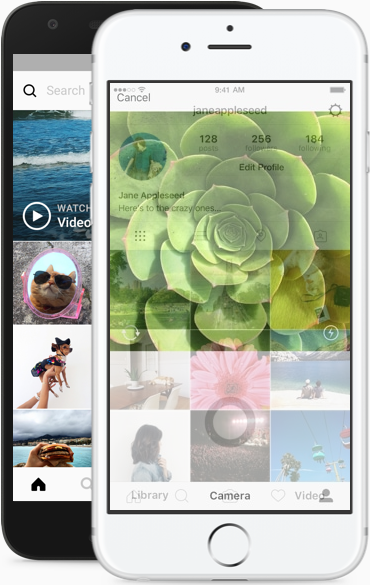 Search
WATCH
Video
9:41 AM
Cancel
janeappleseed
128
256
184
posts
followers
following
Edit Profile
Jane Appleseed
Here's to the crazy ones...
Library
Camera
Video